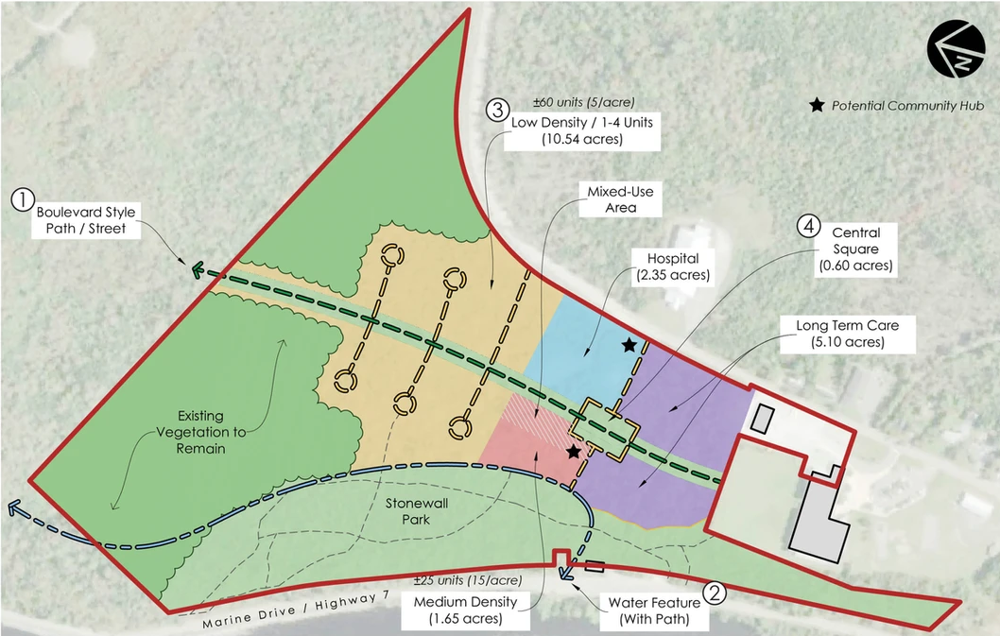 N
Potential Community Hub
±60 units (5/acre)
3
Low Density / 1-4 Units
(10.54 acres)
Mixed-Use
Area
1
Boulevard Style
Path / Street
4
Central
Square
(0.60 acres)
Hospital
(2.35 acres)
Long Term Care
(5.10 acres)
Existing
Vegetation to
Remain
Stonewall
Park
±25 units (15/acre)
Medium Density
(1.65 acres)
2
Water Feature
(With Path)
Marine Drive / Highway 7